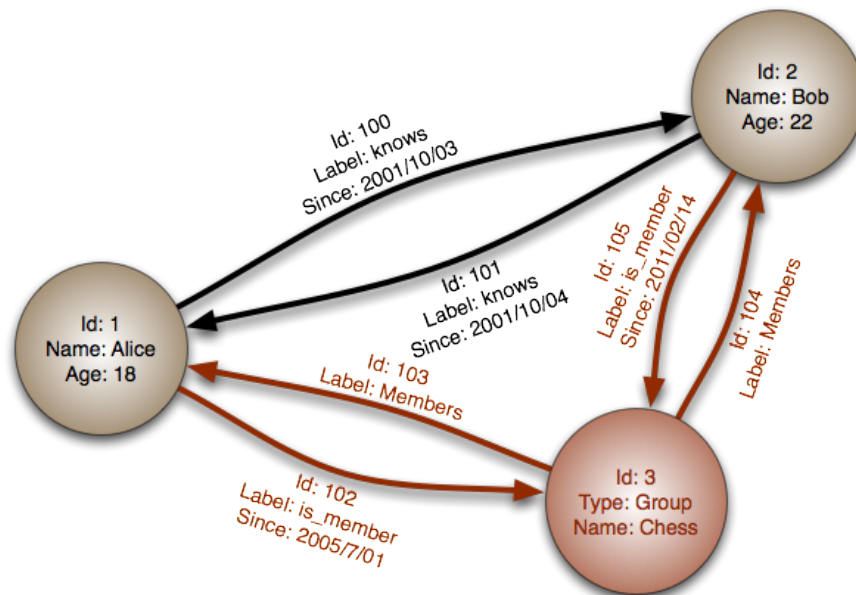 Id: 2
Name: Bob
Age: 22
Id: 100
Label: knows
Since: 2001/10/03
Id: 101
Label: knows
Since: 2001/10/04
Id: 105
Label: is_member
Since: 2011/02/14
Id: 104
Label: Members
Id: 1
Name: Alice
Age: 18
Id: 103
Label: Members
Id: 102
Label: is_member
Since: 2005/7/01
Id: 3
Type: Group
Name: Chess